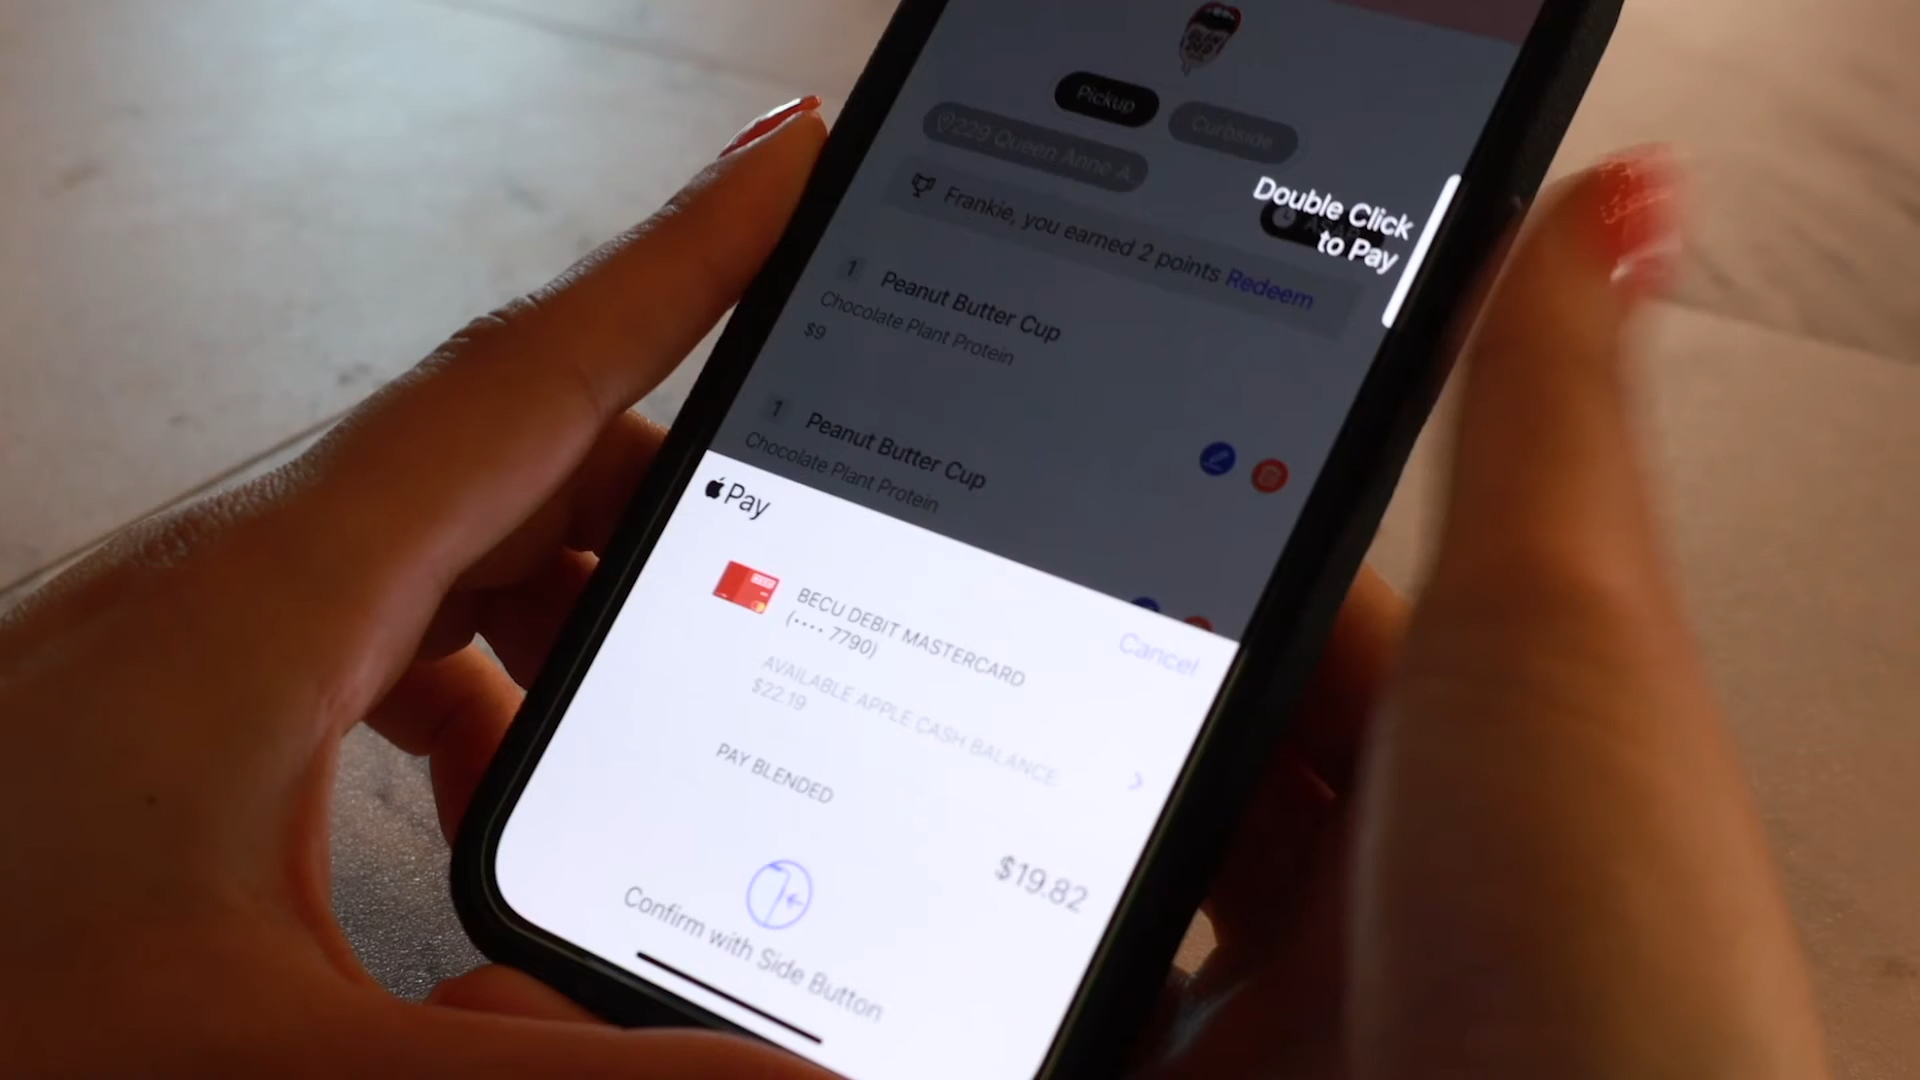 Pickup
Curbside
229 Queen Anne A.
Double Click
to Pay
Frankie, you earned 2 points Redeem
1 Peanut Butter Cup
Chocolate Plant Protein
$9
1 Peanut Butter Cup
Chocolate Plant Protein
Pay
BECU DEBIT MASTERCARD
(•••• 7790)
Cancel
AVAILABLE APPLE CASH BALANCE
$22.19
PAY BLENDED
$19.82
Confirm with Side Button